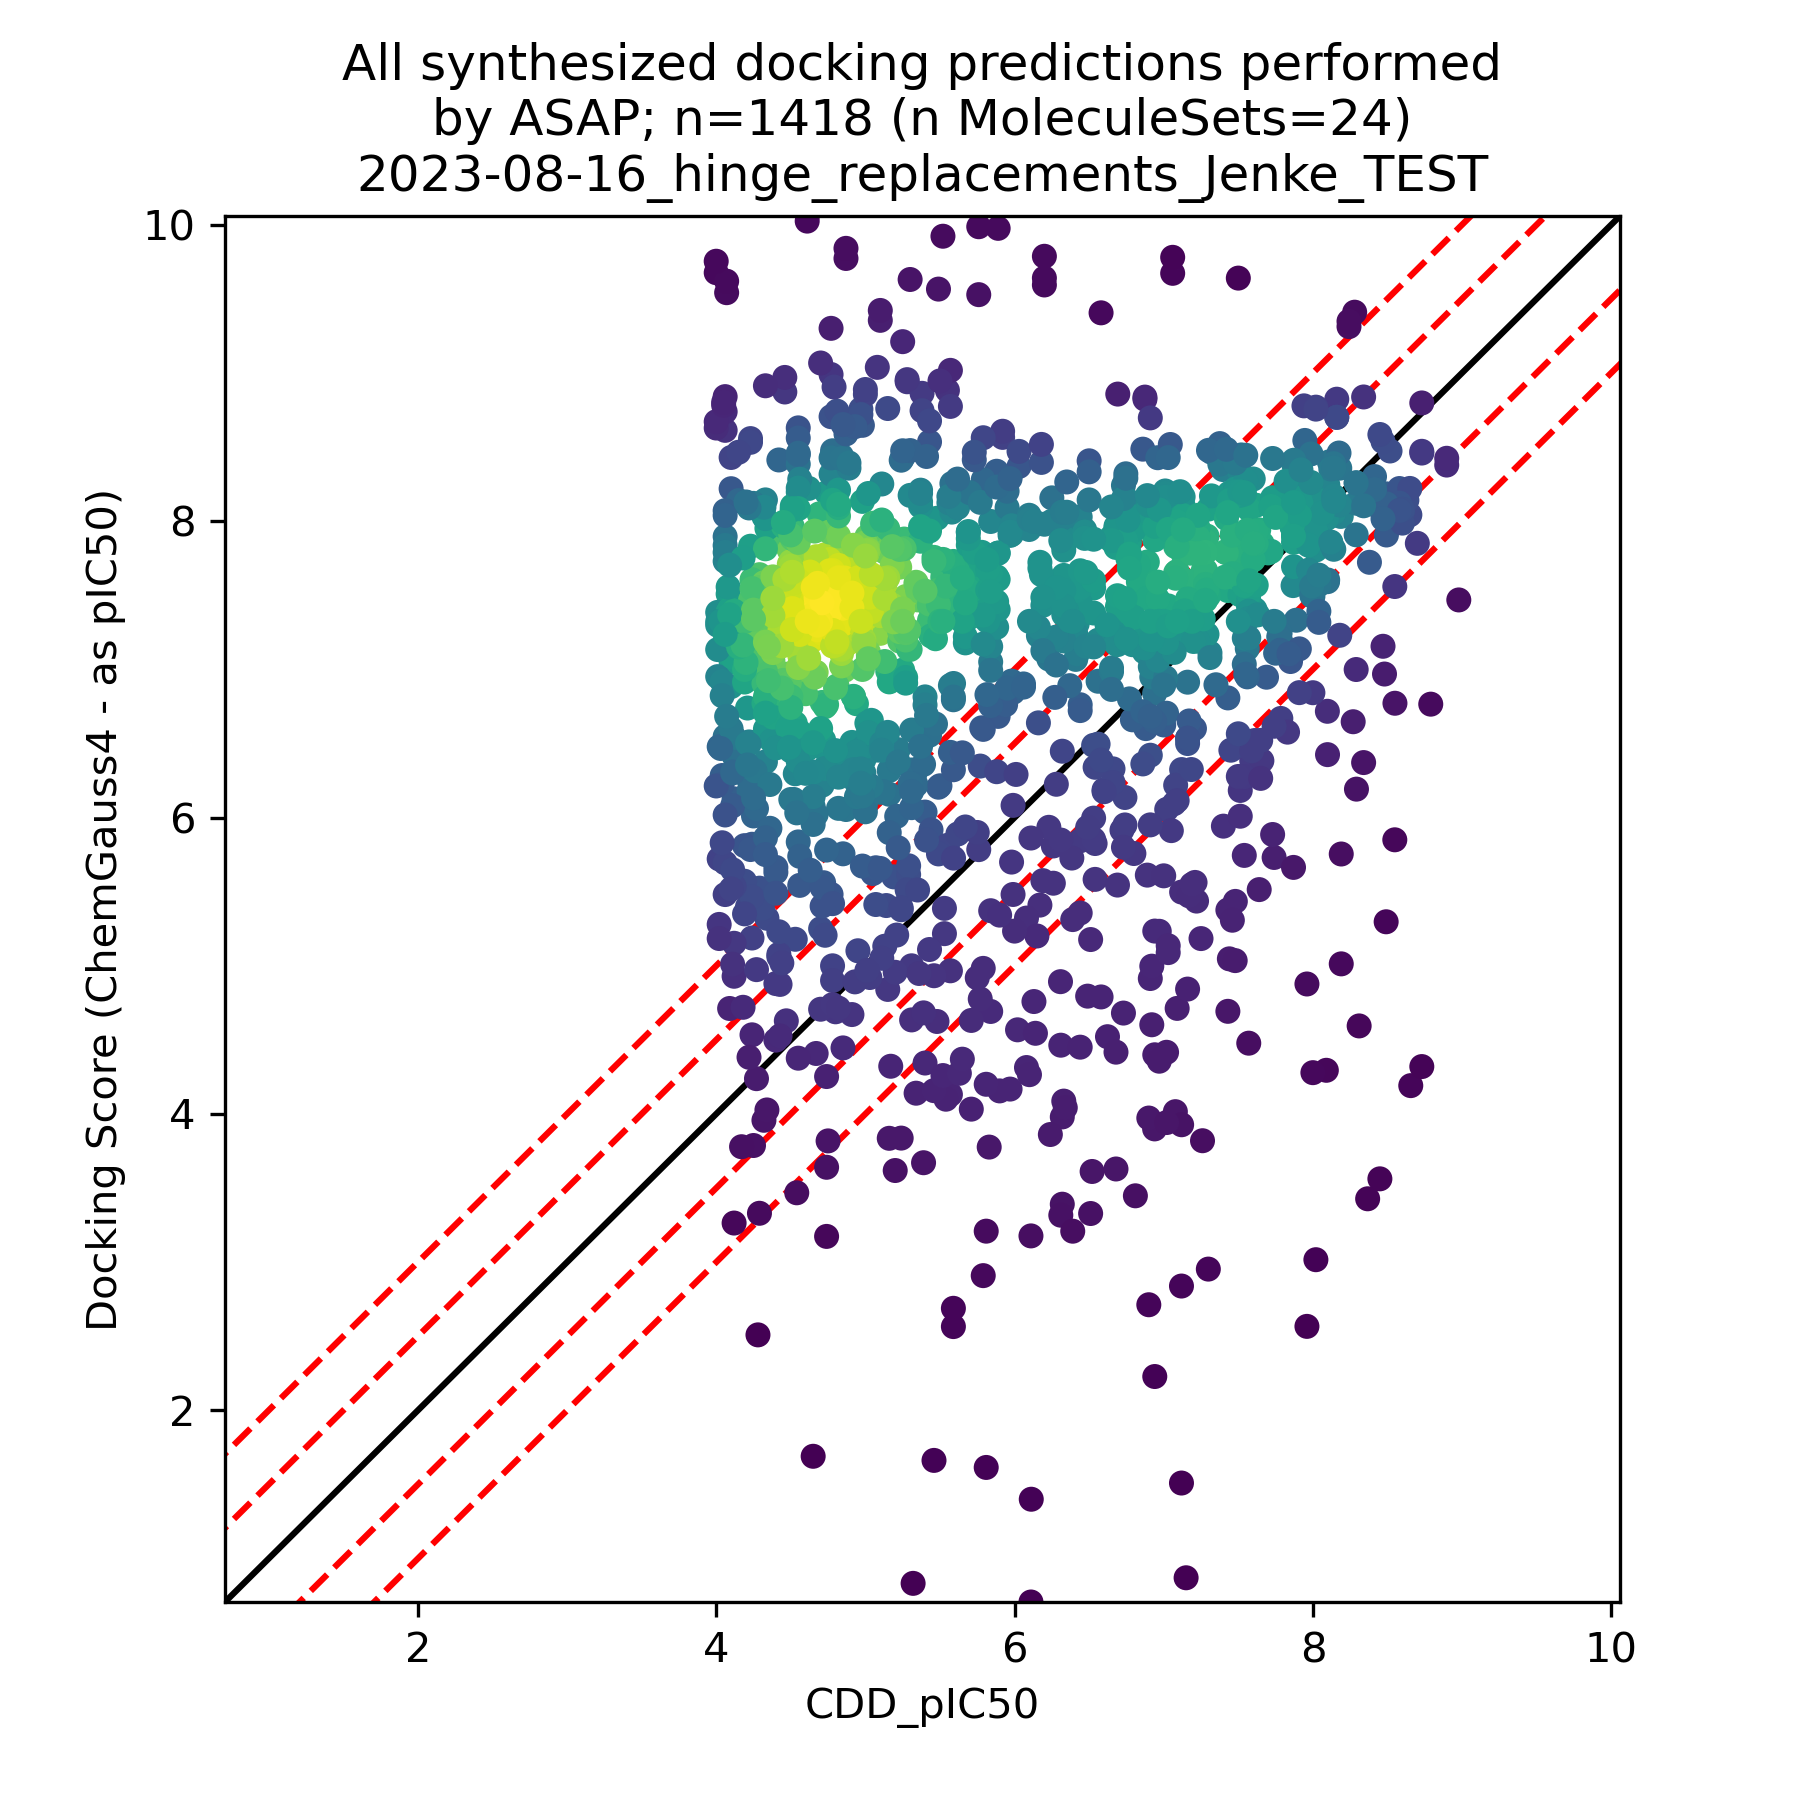 All synthesized docking predictions performed
by ASAP; n=1418 (n MoleculeSets=24)
2023-08-16_hinge_replacements_Jenke_TEST
10
8
6
4
2
Docking Score (ChemGauss4 - as pIC50)
2
4
6
8
10
CDD_pIC50